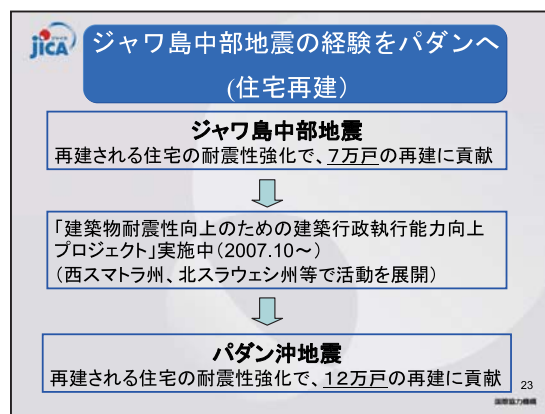 jICA
ジャワ島中部地震の経験をパダンへ
(住宅再建)
ジャワ島中部地震
再建される住宅の耐震性強化で、7万戸の再建に貢献
「建築物耐震性向上のための建築行政執行能力向上
プロジェクト」実施中(2007.10～)
(西スマトラ州、北スラウェシ州等で活動を展開)
パダン沖地震
再建される住宅の耐震性強化で、12万戸の再建に貢献
23
国際協力機構